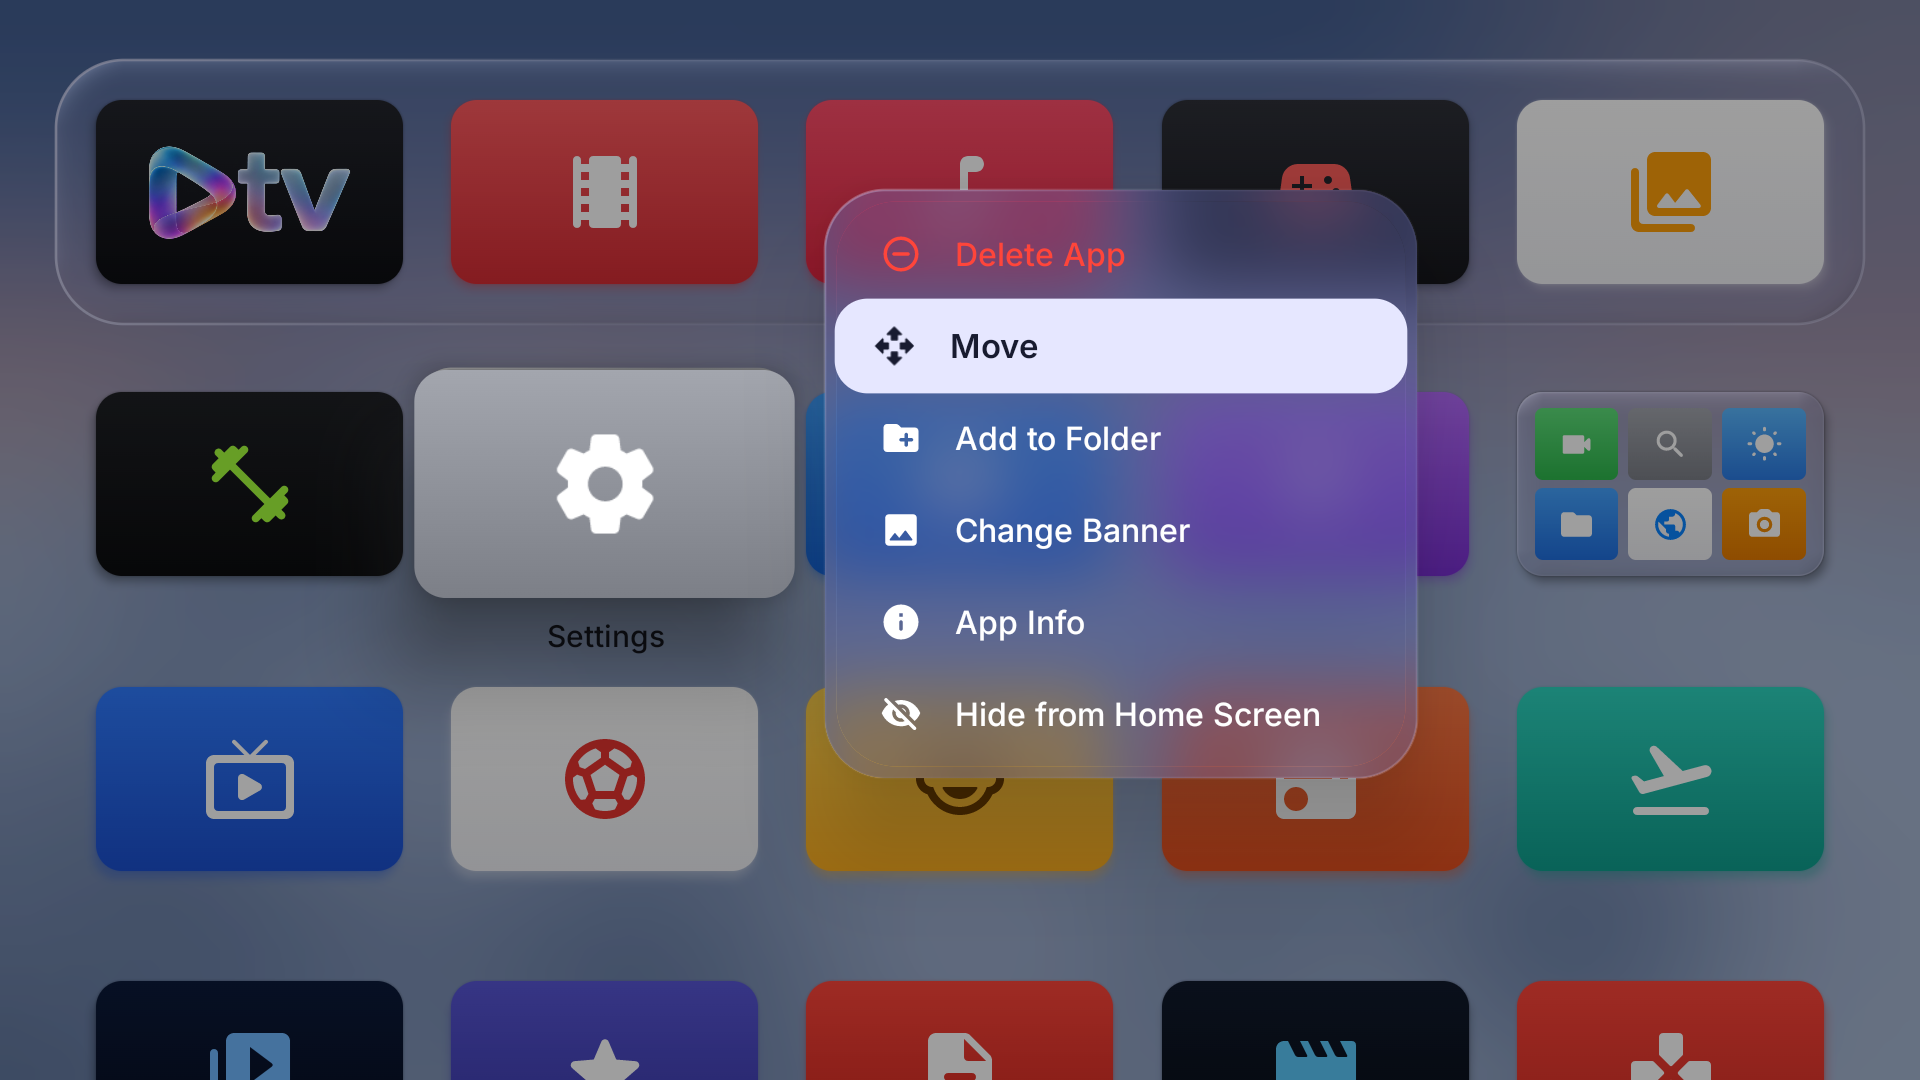 tv
Delete App
Move
Add to Folder
Change Banner
App Info
Hide from Home Screen
Settings